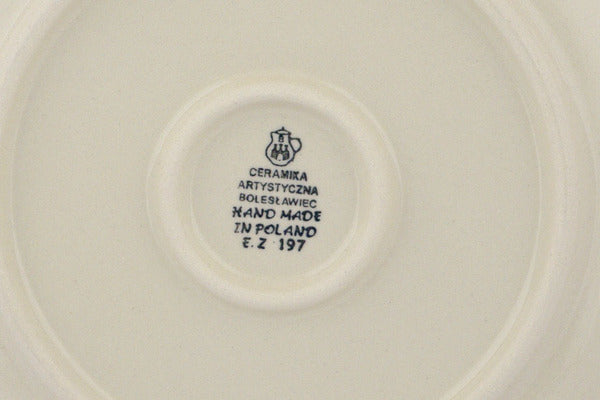 CERAMIKA
ARTYSTYCZNA
BOLESŁAWIEC
HAND MADE
IN POLAND
E.Z 197